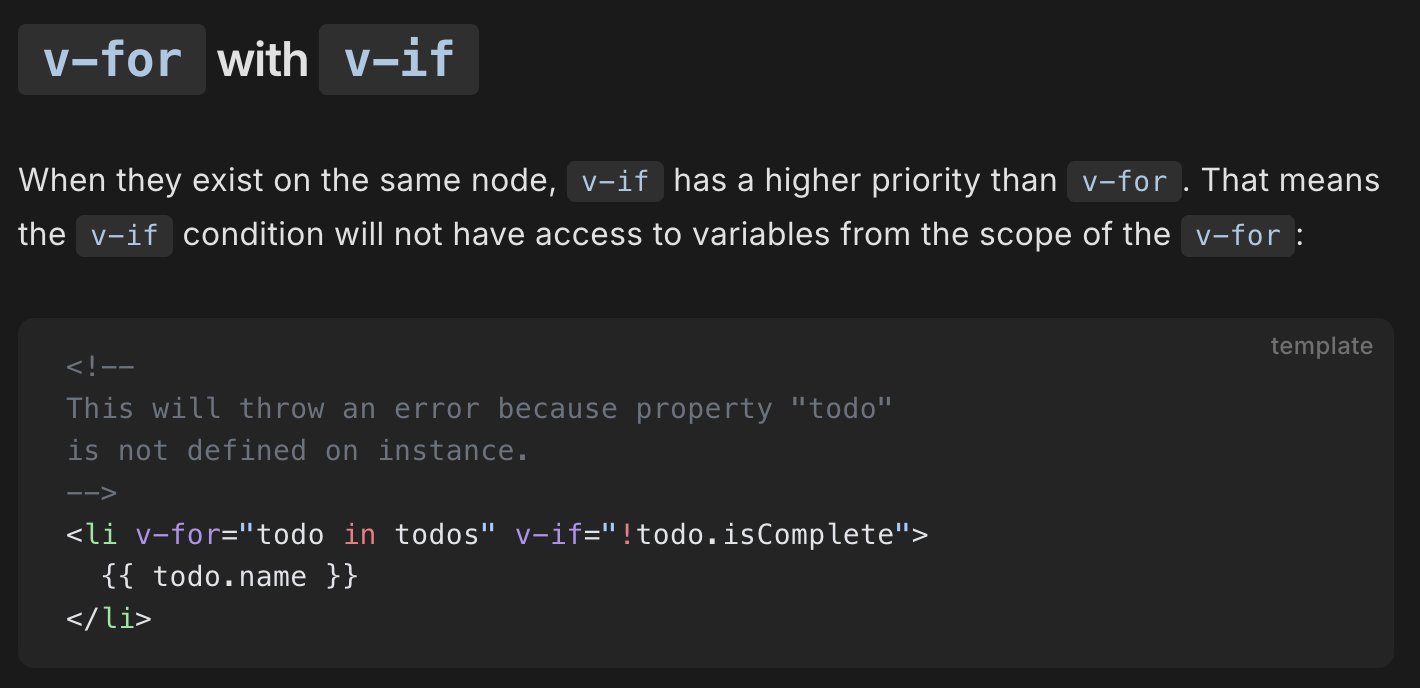 v-for with v-if
When they exist on the same node, v-if has a higher priority than v-for. That means
the v-if condition will not have access to variables from the scope of the v-for:
template
<!--
This will throw an error because property "todo"
is not defined on instance.
-->
<li v-for="todo in todos" v-if="!todo.isComplete">
  {{ todo.name }}
</li>